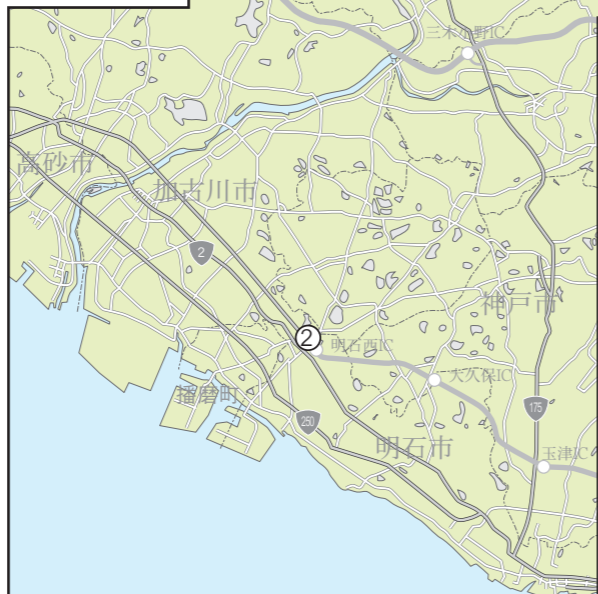 三木小野IC
高砂市
加古川市
2
神戸市
②
明石西IC
大久保IC
播磨町
175
250
明石市
玉津IC